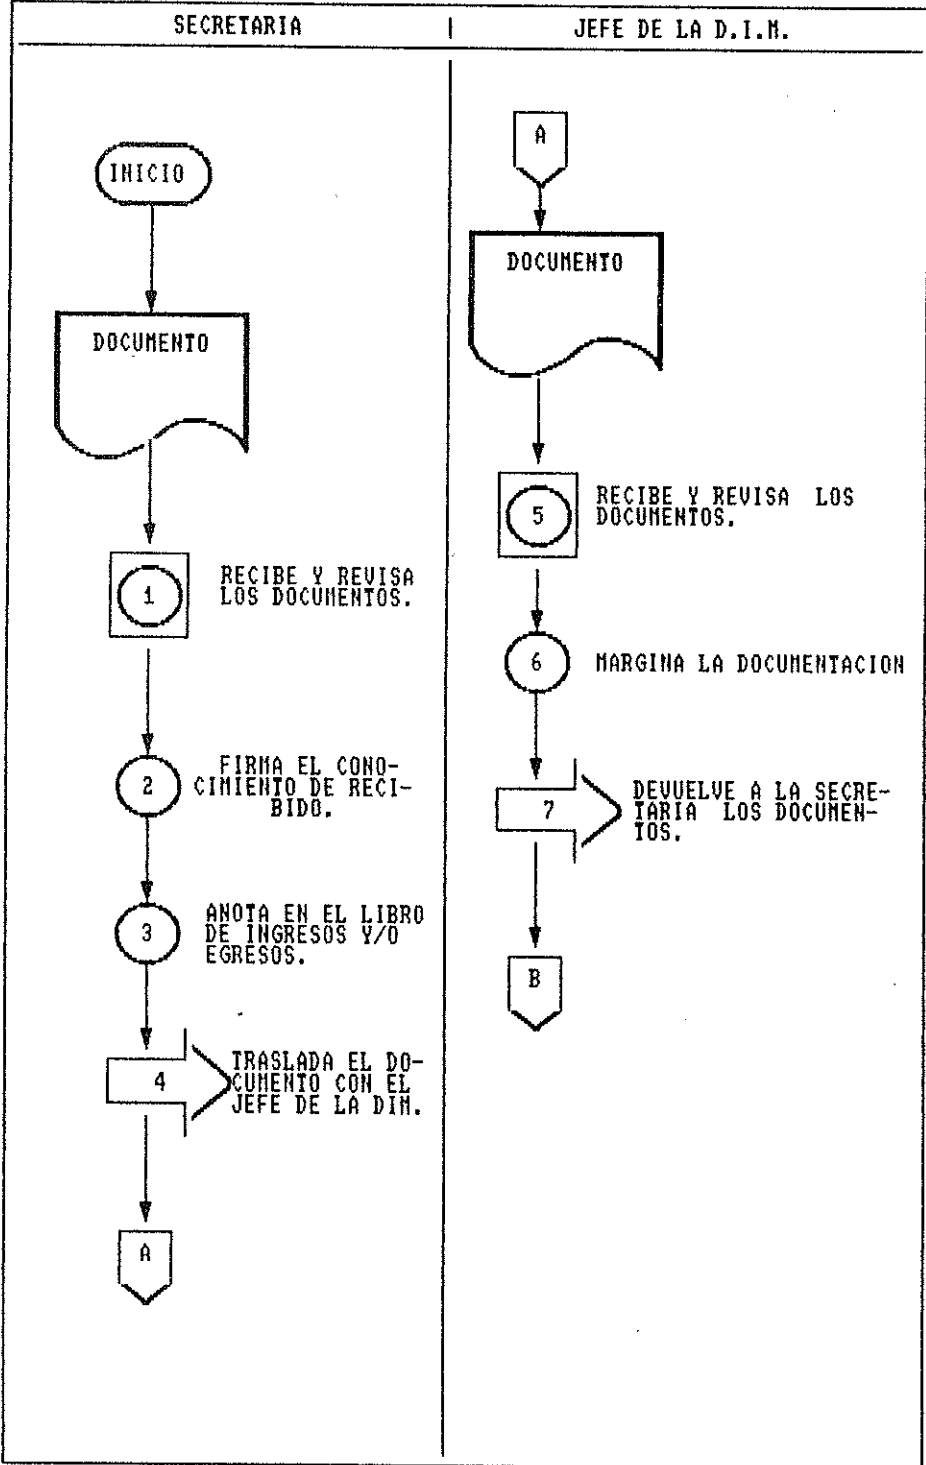 SECRETARIA | JEFE DE LA D.I.M.
INICIO
DOCUMENTO
1
RECIBE Y REVISA
LOS DOCUMENTOS.
2
FIRMA EL CONO-
CIMIENTO DE RECI-
BIDO.
3
ANOTA EN EL LIBRO
DE INGRESOS Y/O
EGRESOS.
4
TRASLADA EL DO-
CUMENTO CON EL
JEFE DE LA DIM.
A
A
DOCUMENTO
5
RECIBE Y REVISA LOS
DOCUMENTOS.
6
MARGINA LA DOCUMENTACION
7
DEVUELVE A LA SECRE-
TARIA LOS DOCUMEN-
TOS.
B